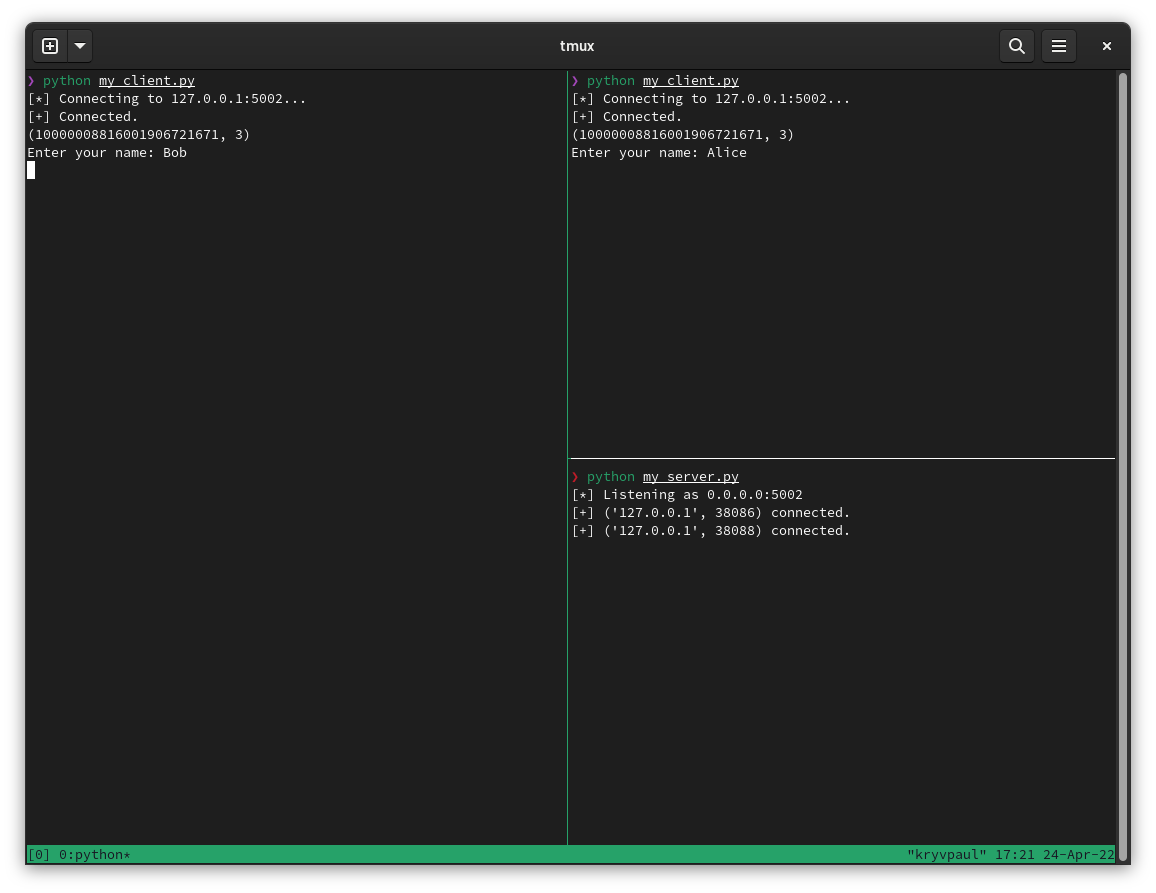 tmux
❯ python my_client.py
[*] Connecting to 127.0.0.1:5002...
[+] Connected.
(10000008816001906721671, 3)
Enter your name: Bob
❯ python my_client.py
[*] Connecting to 127.0.0.1:5002...
[+] Connected.
(10000008816001906721671, 3)
Enter your name: Alice
❯ python my_server.py
[*] Listening as 0.0.0.0:5002
[+] ('127.0.0.1', 38086) connected.
[+] ('127.0.0.1', 38088) connected.
[0] 0:python* "kryvpaul" 17:21 24-Apr-22